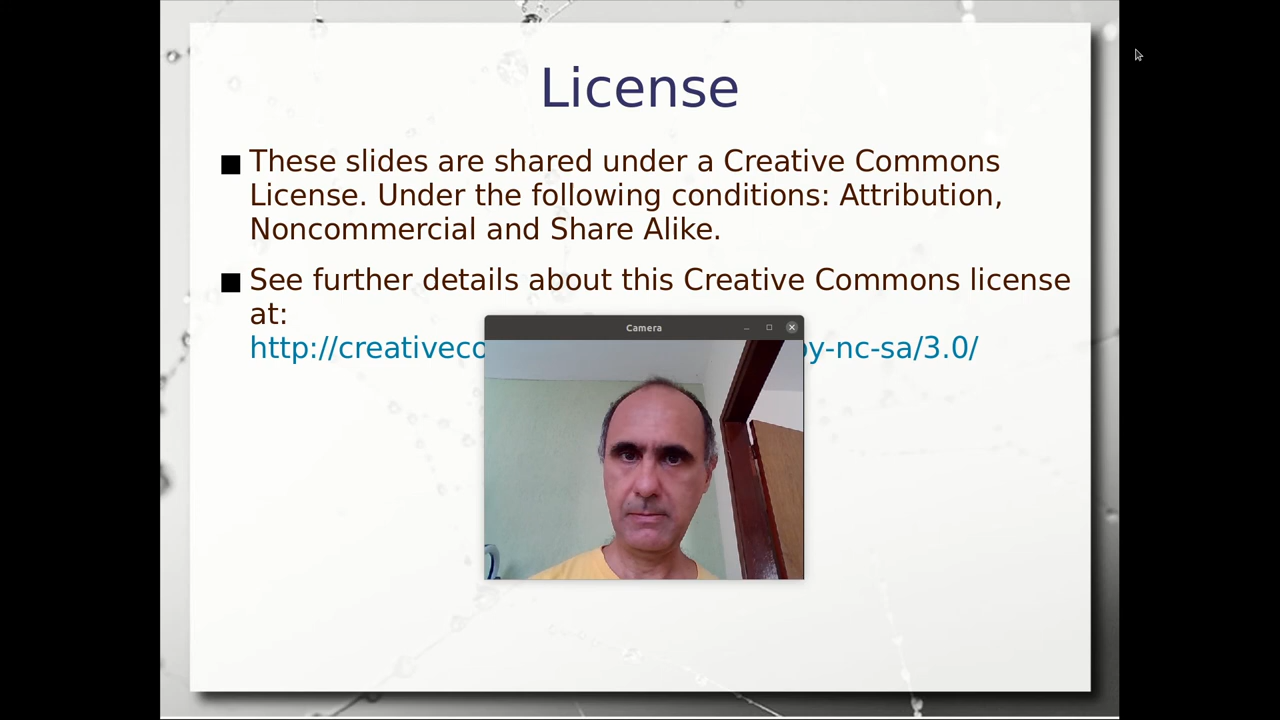 License
These slides are shared under a Creative Commons
License. Under the following conditions: Attribution,
Noncommercial and Share Alike.
See further details about this Creative Commons license
at:
http://creativeco by-nc-sa/3.0/
Camera